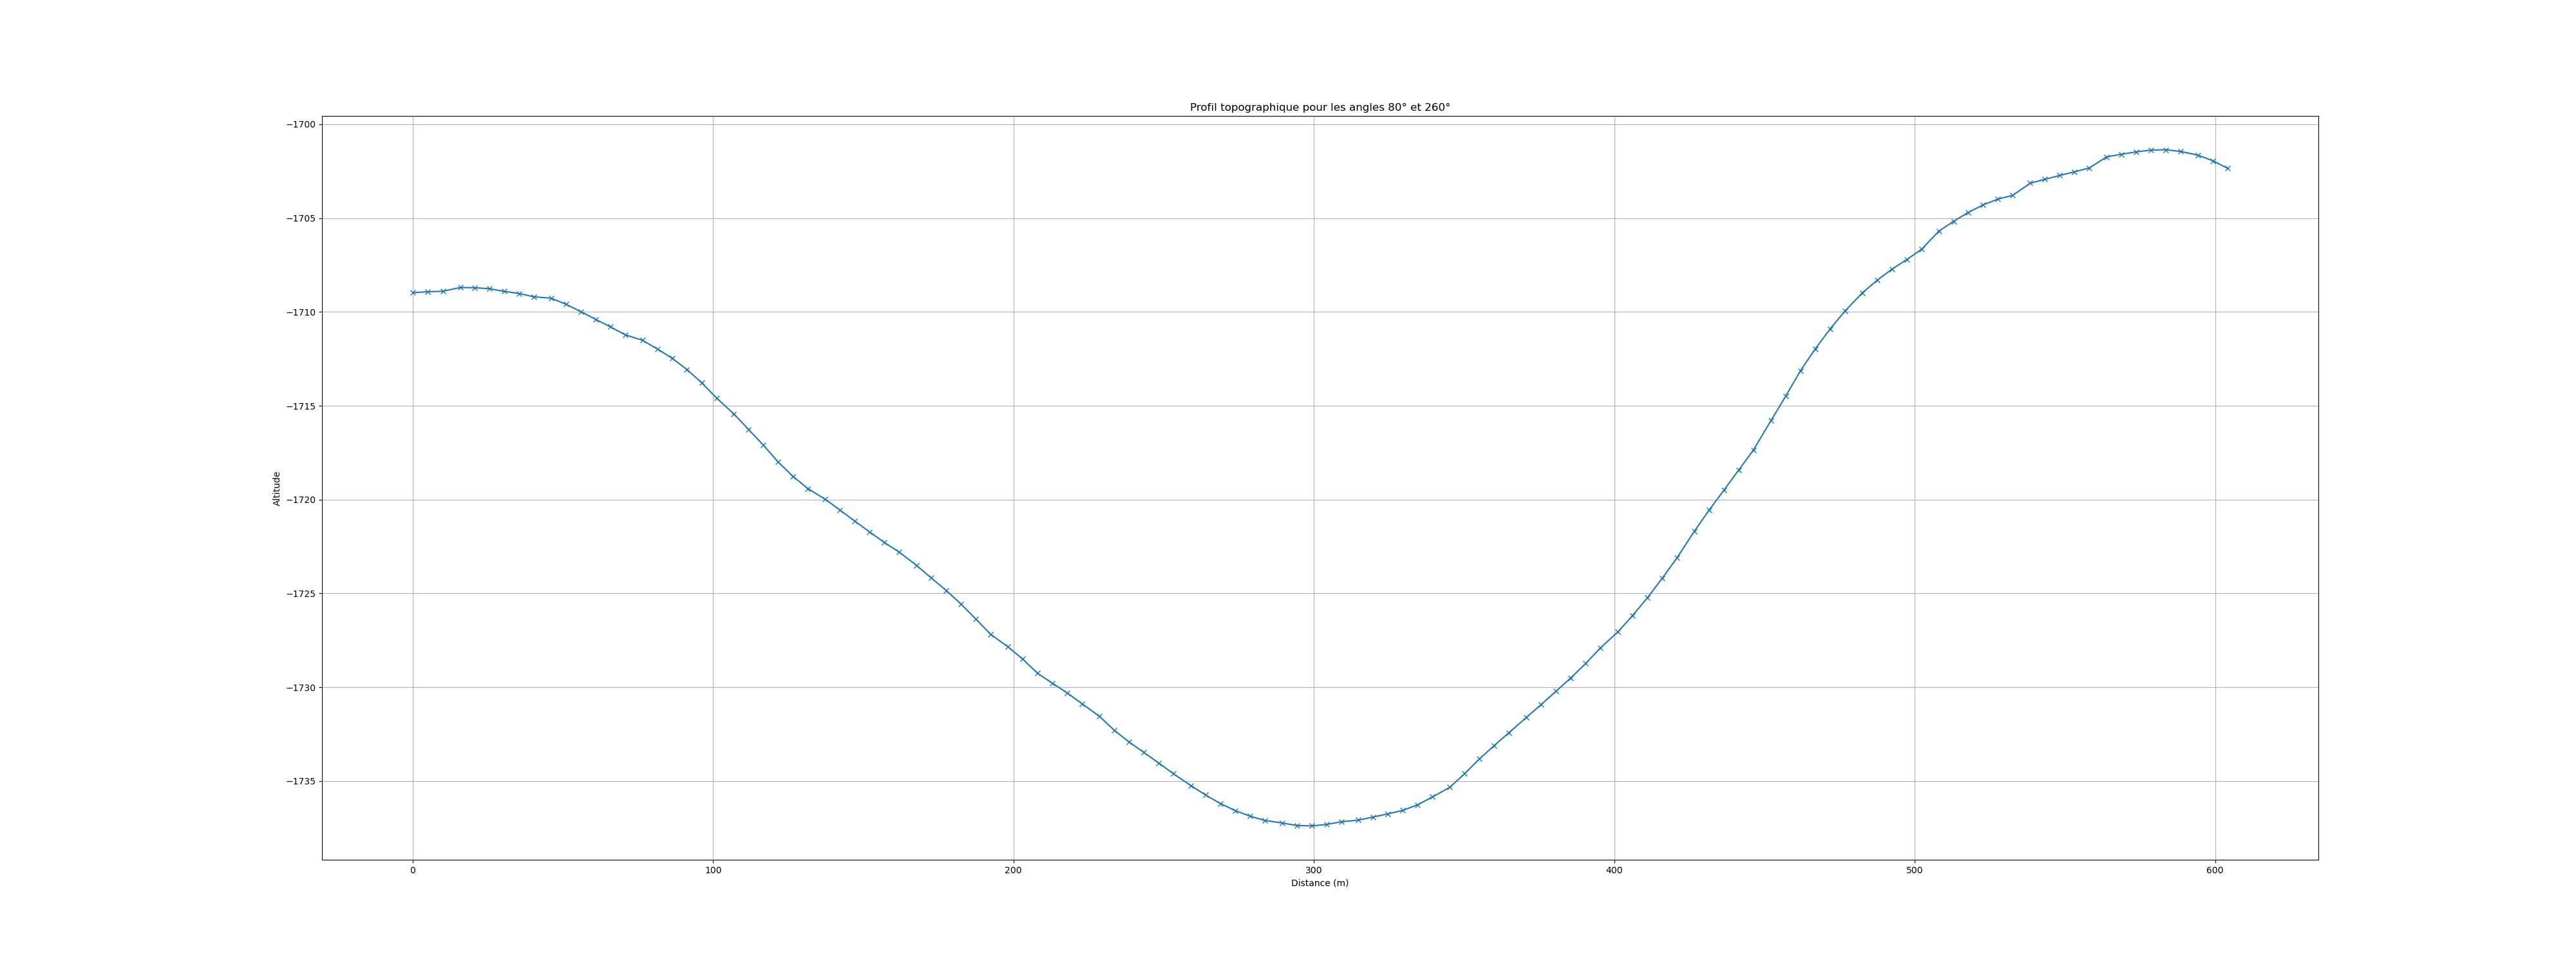 Profil topographique pour les angles 80° et 260°
−1700
−1705
−1710
−1715
−1720
−1725
−1730
−1735
Altitude
0 100 200 300 400 500 600
Distance (m)